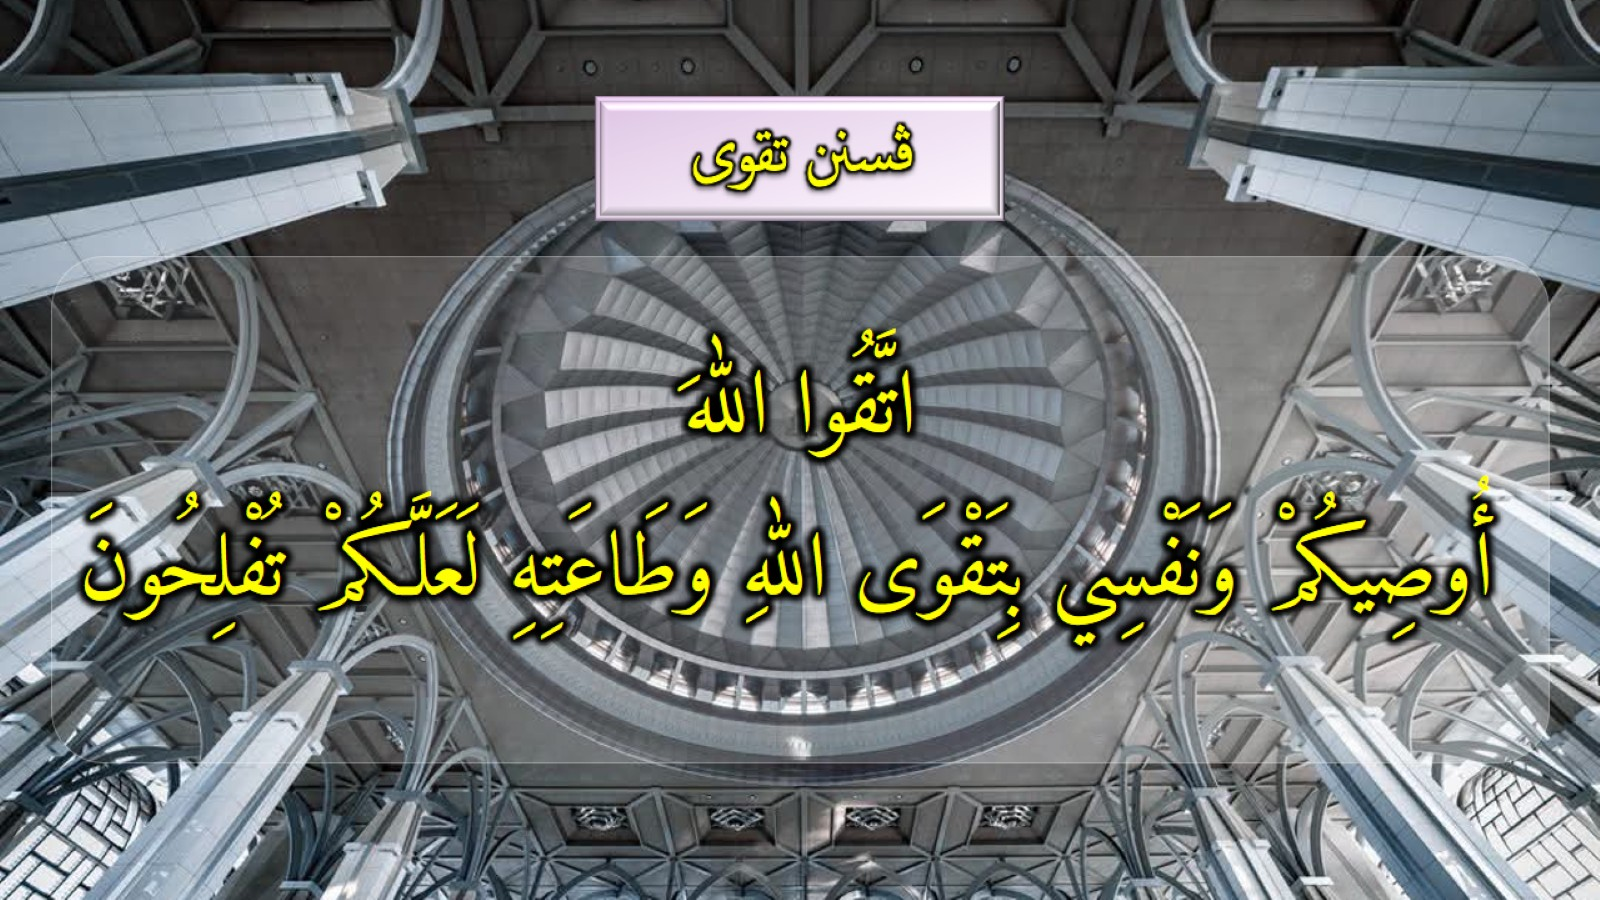 ڤسنن تقوى
اتَّقُوا اللهَ
أُوصِيكُمْ وَنَفْسِي بِتَقْوَى اللهِ وَطَاعَتِهِ لَعَلَّكُمْ تُفْلِحُونَ